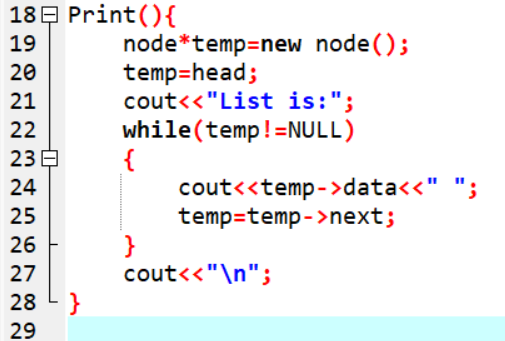 18 Print(){
19 node*temp=new node();
20 temp=head;
21 cout<<"List is:";
22 while(temp!=NULL)
23 {
24 cout<<temp->data<<" ";
25 temp=temp->next;
26 }
27 cout<<"\n";
28 }
29